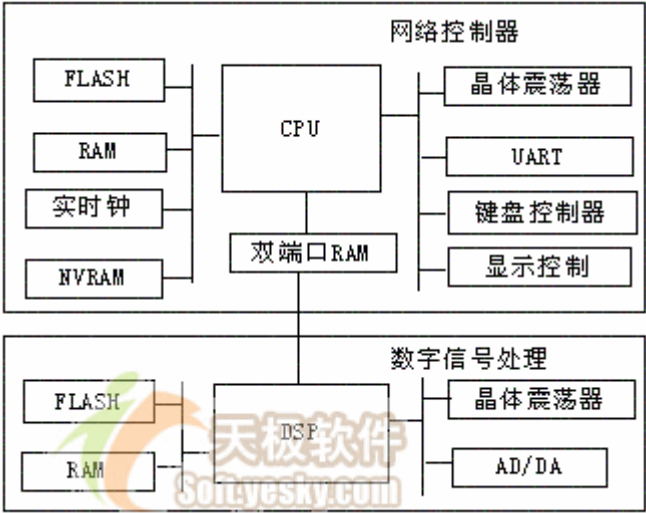 网络控制器
FLASH
晶体震荡器
CPU
RAM
UART
实时钟
键盘控制器
双端口RAM
显示控制
NVRAM
数字信号处理
FLASH
晶体震荡器
DSP
天极软件
RAM
AD/DA
Soft.yesky.com